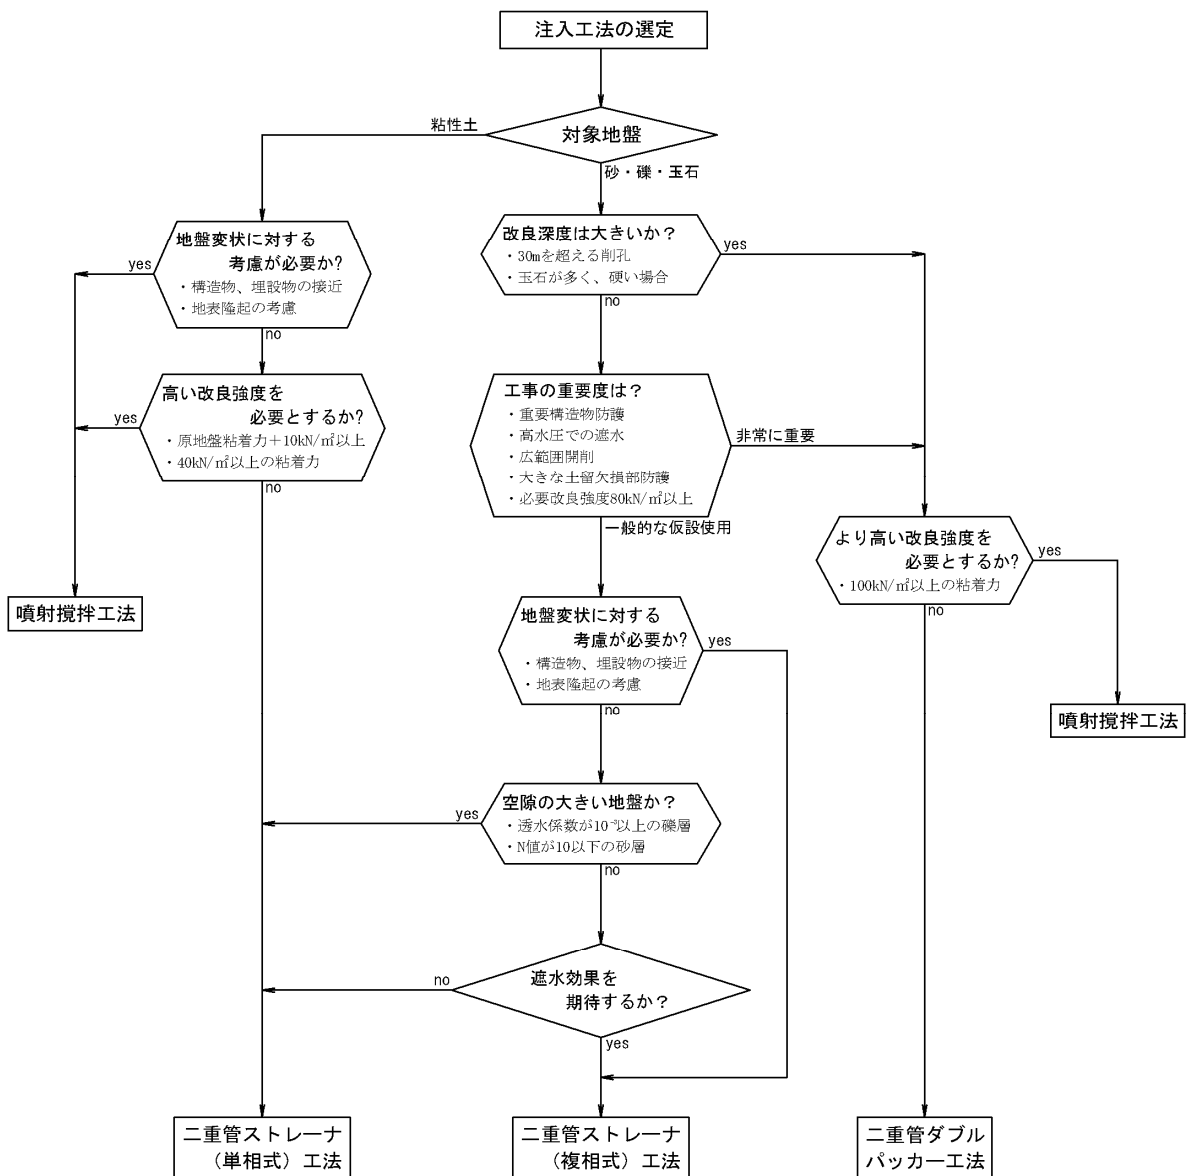 注入工法の選定
対象地盤
粘性土
砂・礫・玉石
地盤変状に対する
考慮が必要か?
・構造物、埋設物の接近
・地表隆起の考慮
yes
no
改良深度は大きいか?
・30mを超える削孔
・玉石が多く、硬い場合
yes
no
高い改良強度を
必要とするか?
・原地盤粘着力+10kN/㎡以上
・40kN/㎡以上の粘着力
yes
no
工事の重要度は?
・重要構造物防護
・高水圧での遮水
・広範囲開削
・大きな土留欠損部防護
・必要改良強度80kN/㎡以上
非常に重要
一般的な仮設使用
より高い改良強度を
必要とするか?
・100kN/㎡以上の粘着力
yes
no
噴射撹拌工法
地盤変状に対する
考慮が必要か?
・構造物、埋設物の接近
・地表隆起の考慮
yes
no
噴射撹拌工法
空隙の大きい地盤か?
・透水係数が10 以上の礫層
・N値が10以下の砂層
yes
no
遮水効果を
期待するか?
no
yes
二重管ストレーナ
(単相式)工法
二重管ストレーナ
(複相式)工法
二重管ダブル
パッカー工法